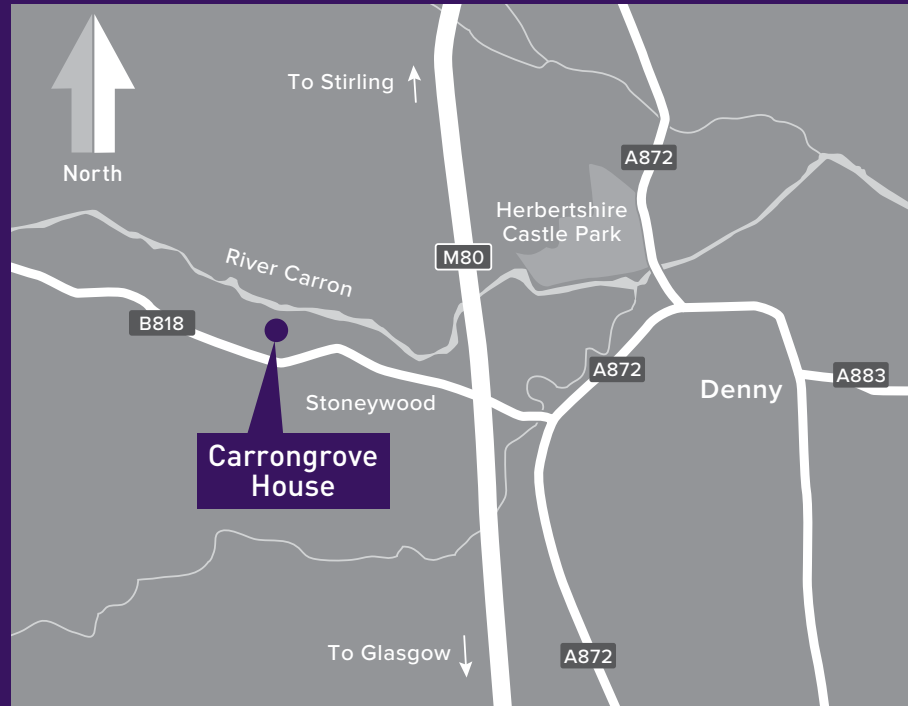 To Stirling
A872
North
Herbertshire
Castle Park
River Carron
M80
B818
A872
A883
Denny
Stoneywood
Carrongrove
House
To Glasgow
A872